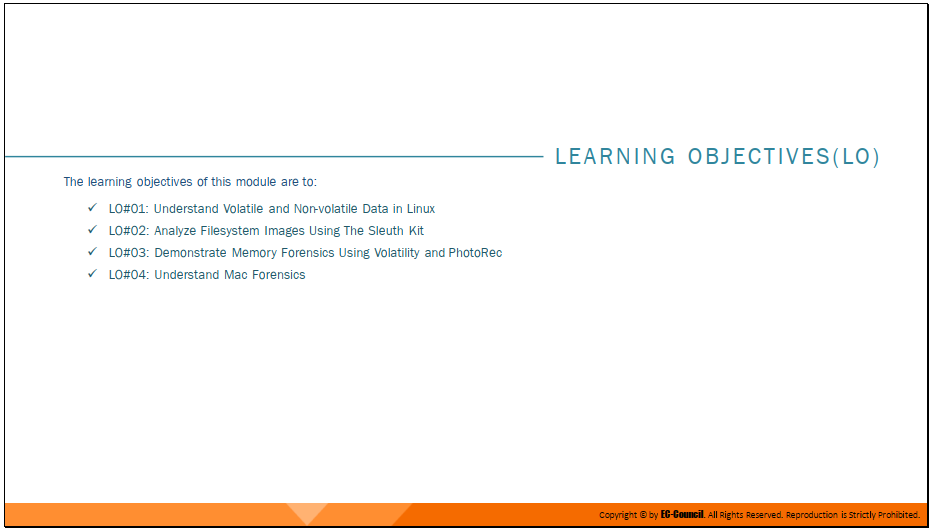 LEARNING OBJECTIVES(LO)
The learning objectives of this module are to:
✓ LO#01: Understand Volatile and Non-volatile Data in Linux
✓ LO#02: Analyze Filesystem Images Using The Sleuth Kit
✓ LO#03: Demonstrate Memory Forensics Using Volatility and PhotoRec
✓ LO#04: Understand Mac Forensics
Copyright © by EC-Council. All Rights Reserved. Reproduction is Strictly Prohibited.